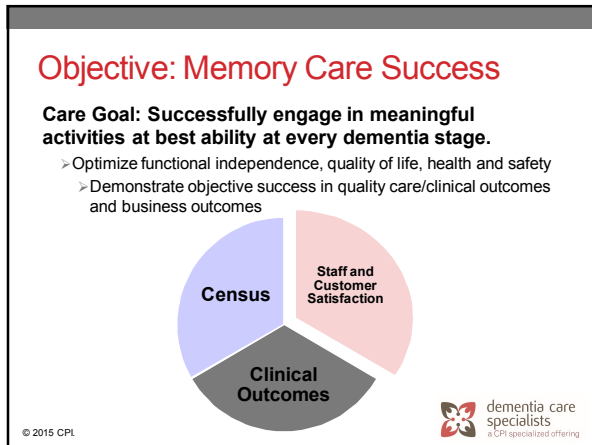 Objective: Memory Care Success
Care Goal: Successfully engage in meaningful
activities at best ability at every dementia stage.
➢Optimize functional independence, quality of life, health and safety
➢Demonstrate objective success in quality care/clinical outcomes
and business outcomes
Census
Staff and
Customer
Satisfaction
Clinical
Outcomes
© 2015 CPI.
dementia care
specialists
a CPI specialized offering